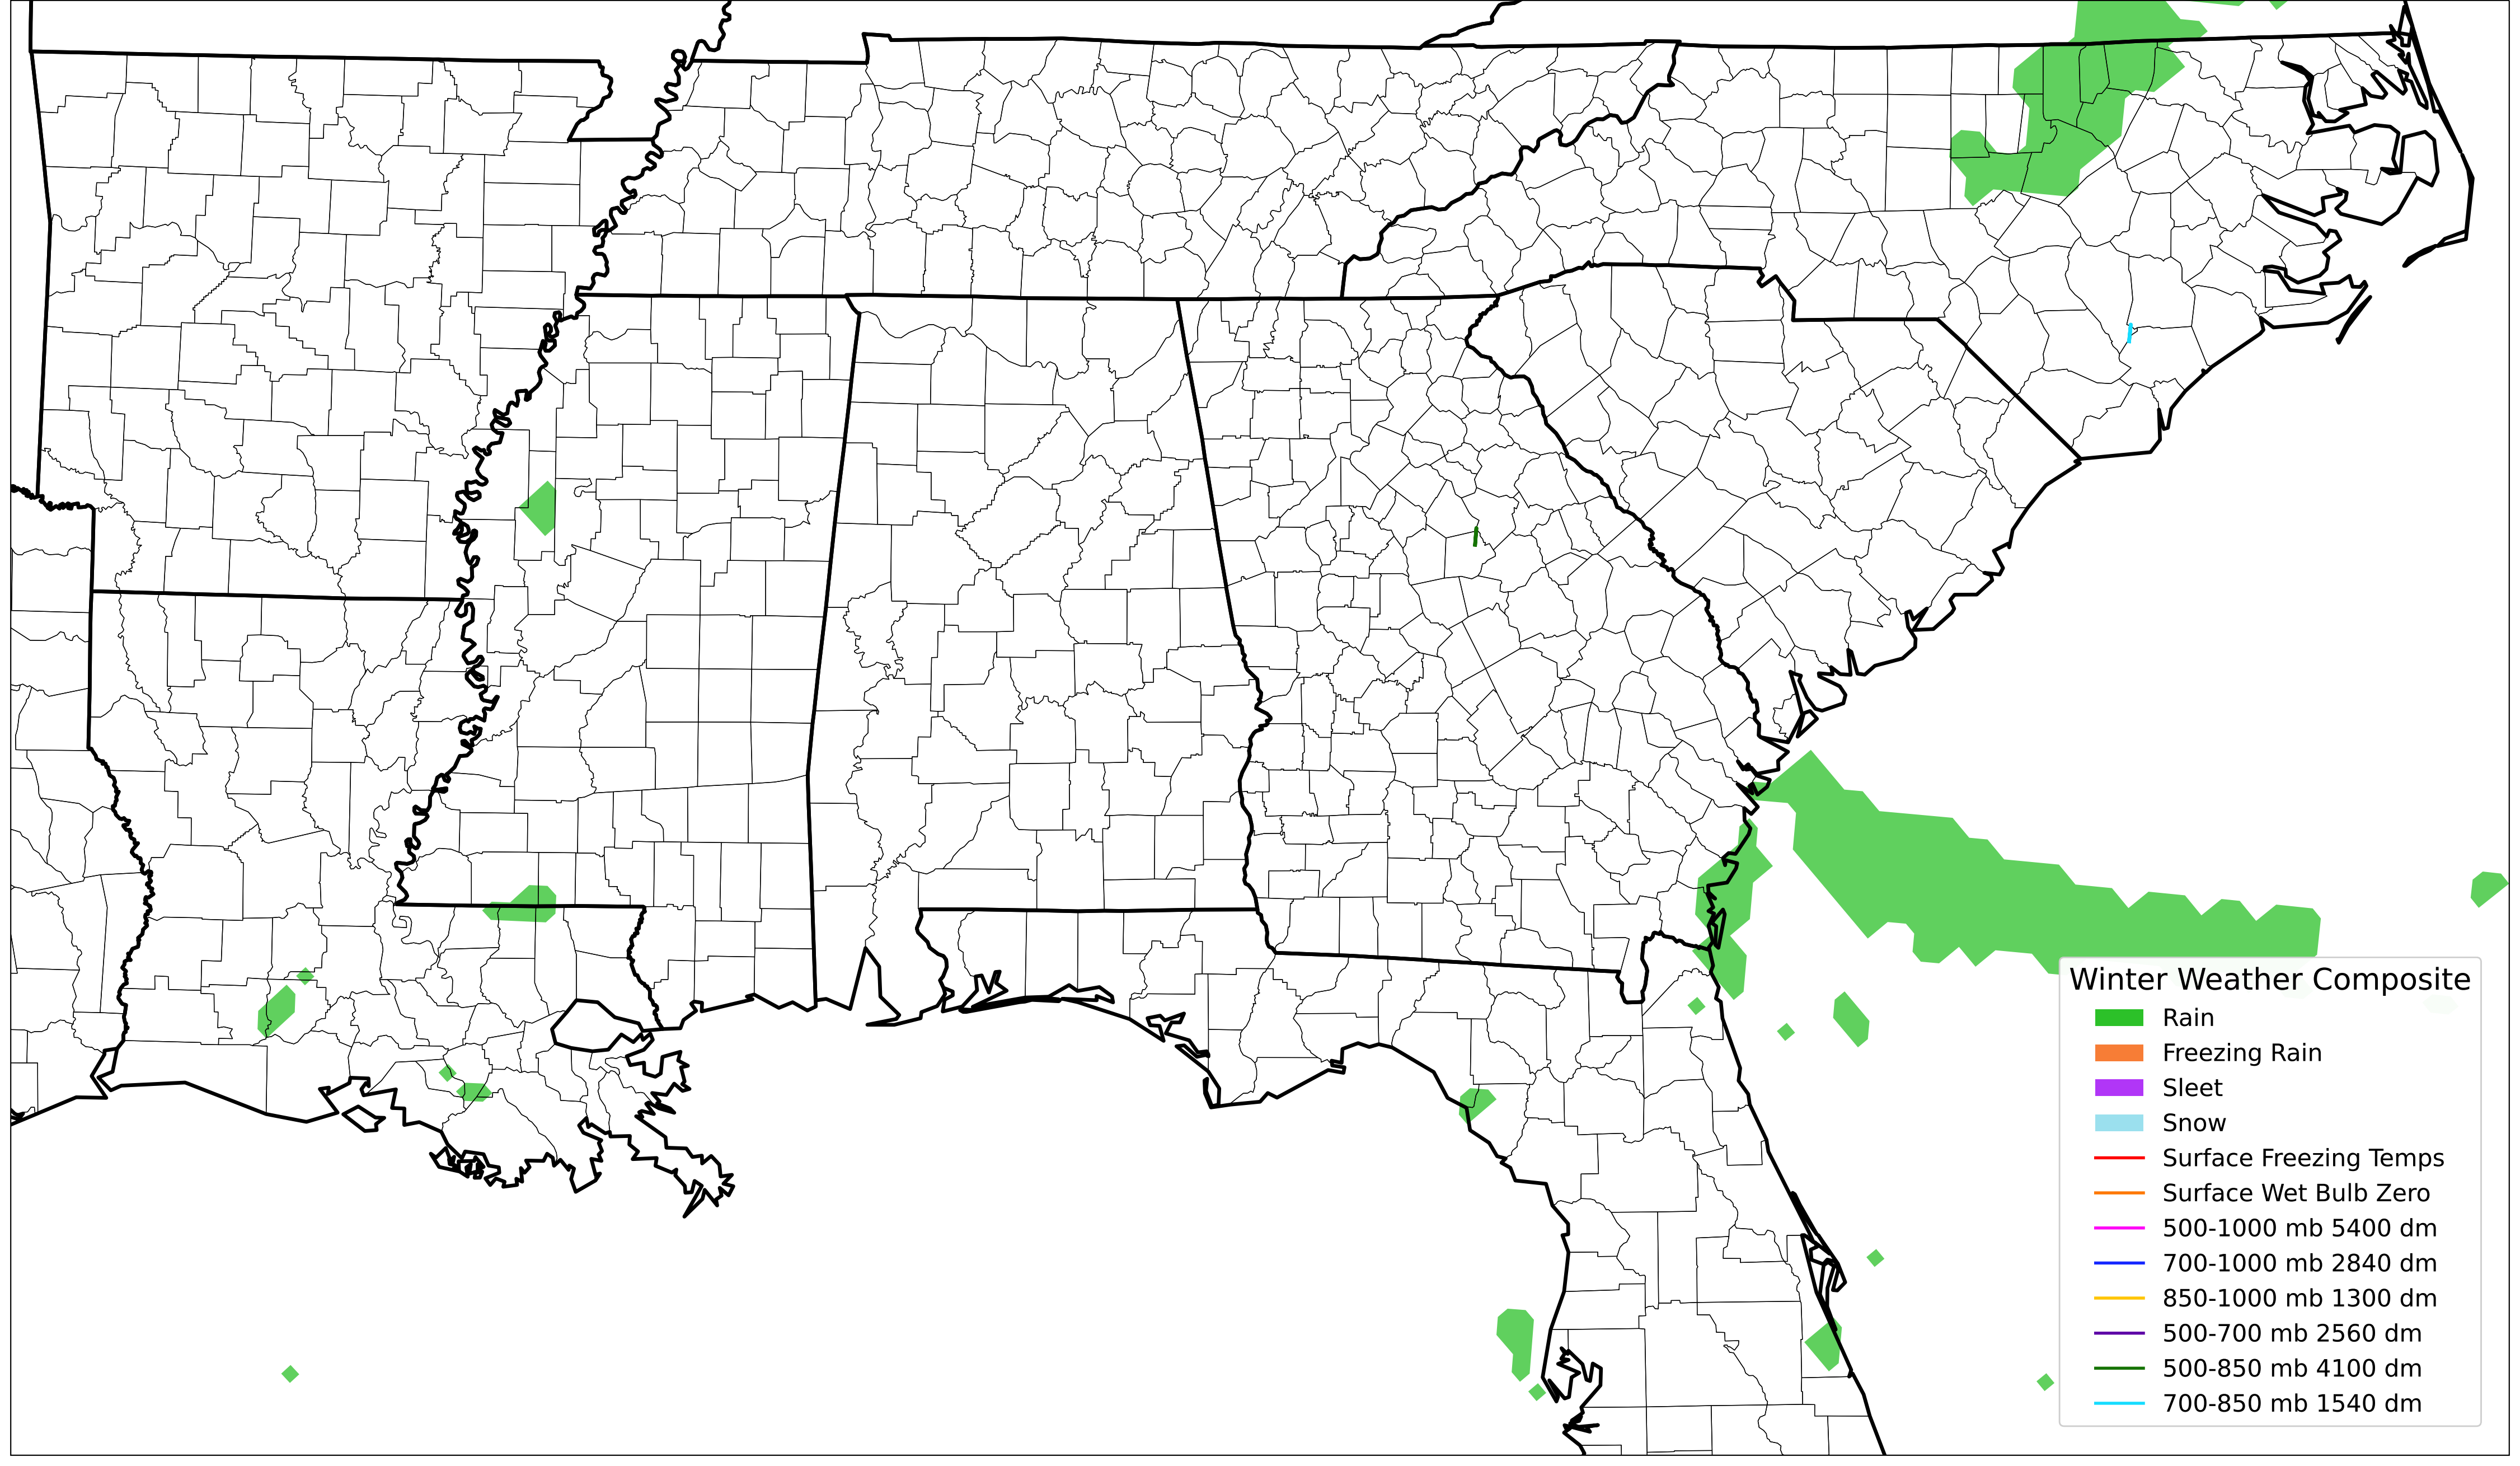 Winter Weather Composite
Rain
Freezing Rain
Sleet
Snow
Surface Freezing Temps
Surface Wet Bulb Zero
500-1000 mb 5400 dm
700-1000 mb 2840 dm
850-1000 mb 1300 dm
500-700 mb 2560 dm
500-850 mb 4100 dm
700-850 mb 1540 dm